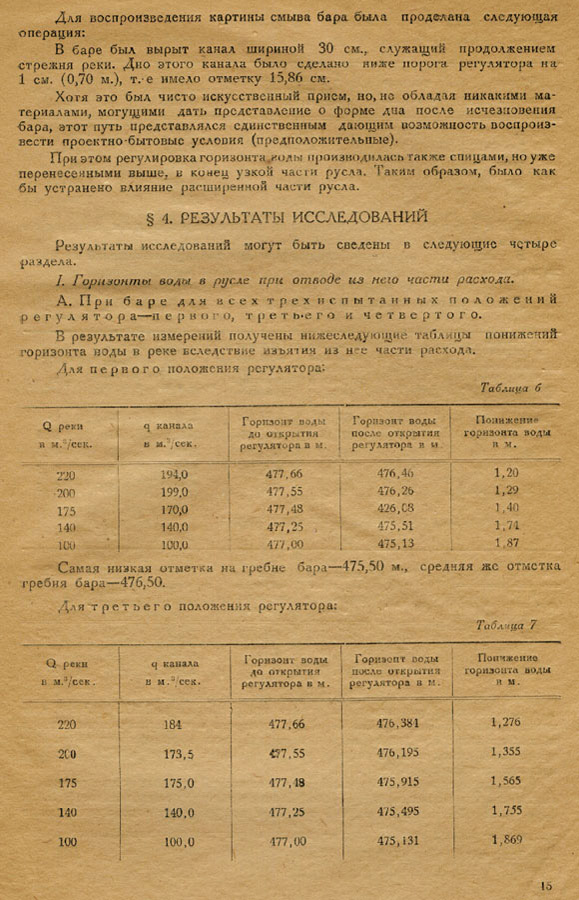 Для воспроизведения картины смыва бара была проделана следующая
операция:
В баре был вырыт канал шириной 30 см., служащий продолжением
стрежня реки. Дно этого канала было сделано ниже порога регулятора на
1 см. (0,70 м.), т.-е имело отметку 15,86 см.
Хотя это был чисто искусственный прием, но, не обладая никакими ма-
териалами, могущими дать представление о форме дна после исчезновения
бара, этот путь представлялся единственным дающим возможность воспроиз-
вести проектно-бытовые условия (предположительные).
При этом регулировка горизонта воды производилась также спицами, но уже
перенесенными выше, в конец узкой части русла. Таким образом, было как
бы устранено влияние расширенной части русла.
§ 4. РЕЗУЛЬТАТЫ ИССЛЕДОВАНИЙ
Результаты исследований могут быть сведены в следующие четыре
раздела.
I. Горизонты воды в русле при отводе из него части расхода.
А. При баре для всех трех испытанных положений
регулятора—первого, третьего и четвертого.
В результате измерений получены нижеследующие таблицы понижений
горизонта воды в реке вследствие изъятия из нее части расхода.
Для первого положения регулятора:
Таблица 6
Q реки в м.³/сек. q канала в м.³/сек. Горизонт воды до открытия регулятора в м. Горизонт воды после открытия регулятора в м. Понижение горизонта воды в м.
220 194,0 477,66 476,46 1,20
200 199,0 477,55 476,26 1,29
175 170,0 477,48 426,08 1,40
140 140,0 477,25 475,51 1,74
100 100,0 477,00 475,13 1,87
Самая низкая отметка на гребне бара—475,50 м., средняя же отметка
гребня бара—476,50.
Для третьего положения регулятора:
Таблица 7
Q реки в м.³/сек. q канала в м.³/сек. Горизонт воды до открытия регулятора в м. Горизонт воды после открытия регулятора в м. Понижение горизонта воды в м.
220 184 477,66 476,384 1,276
200 173,5 477,55 476,195 1,355
175 175,0 477,48 475,915 1,565
140 140,0 477,25 475,495 1,755
100 100,0 477,00 475,131 1,869
15